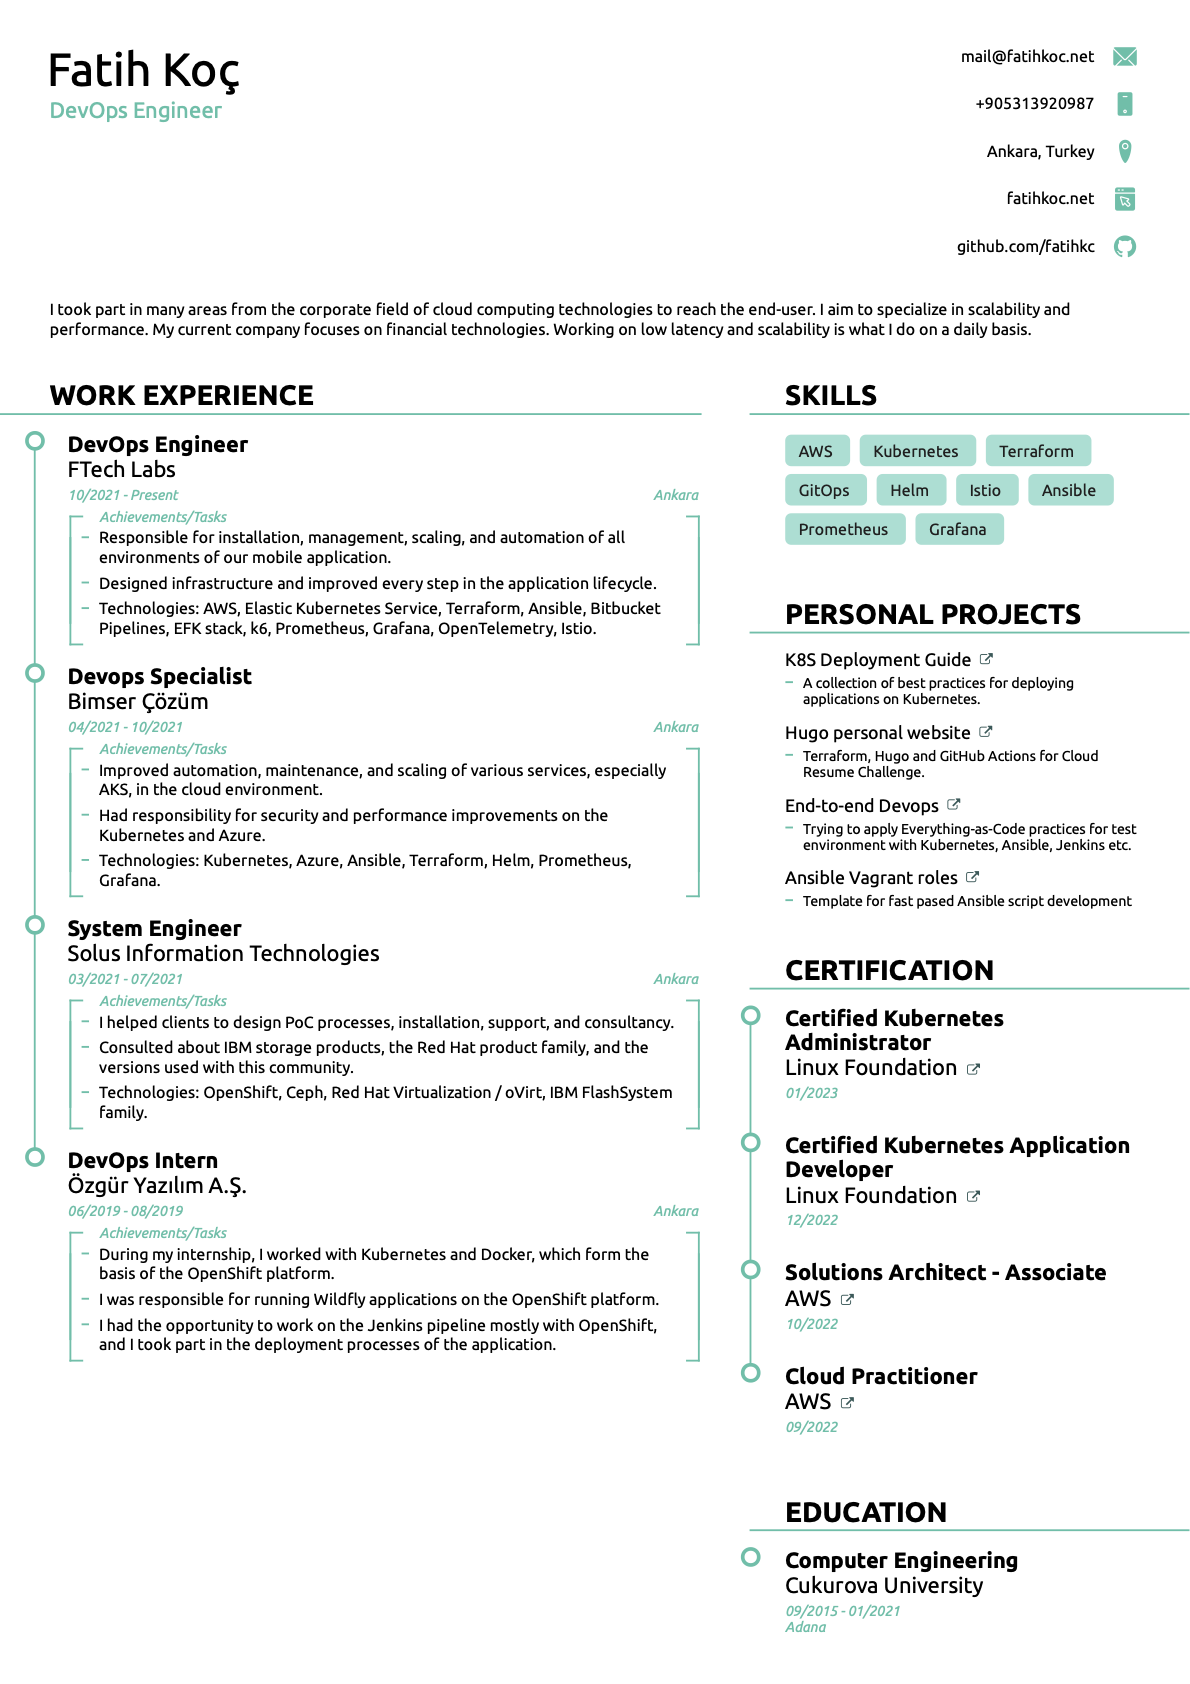 Fatih Koç
DevOps Engineer
mail@fatihkoc.net
+905313920987
Ankara, Turkey
fatihkoc.net
github.com/fatihkc
I took part in many areas from the corporate field of cloud computing technologies to reach the end-user. I aim to specialize in scalability and
performance. My current company focuses on financial technologies. Working on low latency and scalability is what I do on a daily basis.
WORK EXPERIENCE
DevOps Engineer
FTech Labs
10/2021 - Present
Ankara
Achievements/Tasks
– Responsible for installation, management, scaling, and automation of all
environments of our mobile application.
– Designed infrastructure and improved every step in the application lifecycle.
– Technologies: AWS, Elastic Kubernetes Service, Terraform, Ansible, Bitbucket
Pipelines, EFK stack, k6, Prometheus, Grafana, OpenTelemetry, Istio.
Devops Specialist
Bimser Çözüm
04/2021 - 10/2021
Ankara
Achievements/Tasks
– Improved automation, maintenance, and scaling of various services, especially
AKS, in the cloud environment.
– Had responsibility for security and performance improvements on the
Kubernetes and Azure.
– Technologies: Kubernetes, Azure, Ansible, Terraform, Helm, Prometheus,
Grafana.
System Engineer
Solus Information Technologies
03/2021 - 07/2021
Ankara
Achievements/Tasks
– I helped clients to design PoC processes, installation, support, and consultancy.
– Consulted about IBM storage products, the Red Hat product family, and the
versions used with this community.
– Technologies: OpenShift, Ceph, Red Hat Virtualization / oVirt, IBM FlashSystem
family.
DevOps Intern
Özgür Yazılım A.Ş.
06/2019 - 08/2019
Ankara
Achievements/Tasks
– During my internship, I worked with Kubernetes and Docker, which form the
basis of the OpenShift platform.
– I was responsible for running Wildfly applications on the OpenShift platform.
– I had the opportunity to work on the Jenkins pipeline mostly with OpenShift,
and I took part in the deployment processes of the application.
SKILLS
AWS Kubernetes Terraform
GitOps Helm Istio Ansible
Prometheus Grafana
PERSONAL PROJECTS
K8S Deployment Guide
– A collection of best practices for deploying
applications on Kubernetes.
Hugo personal website
– Terraform, Hugo and GitHub Actions for Cloud
Resume Challenge.
End-to-end Devops
– Trying to apply Everything-as-Code practices for test
environment with Kubernetes, Ansible, Jenkins etc.
Ansible Vagrant roles
– Template for fast pased Ansible script development
CERTIFICATION
Certified Kubernetes
Administrator
Linux Foundation
01/2023
Certified Kubernetes Application
Developer
Linux Foundation
12/2022
Solutions Architect - Associate
AWS
10/2022
Cloud Practitioner
AWS
09/2022
EDUCATION
Computer Engineering
Cukurova University
09/2015 - 01/2021
Adana